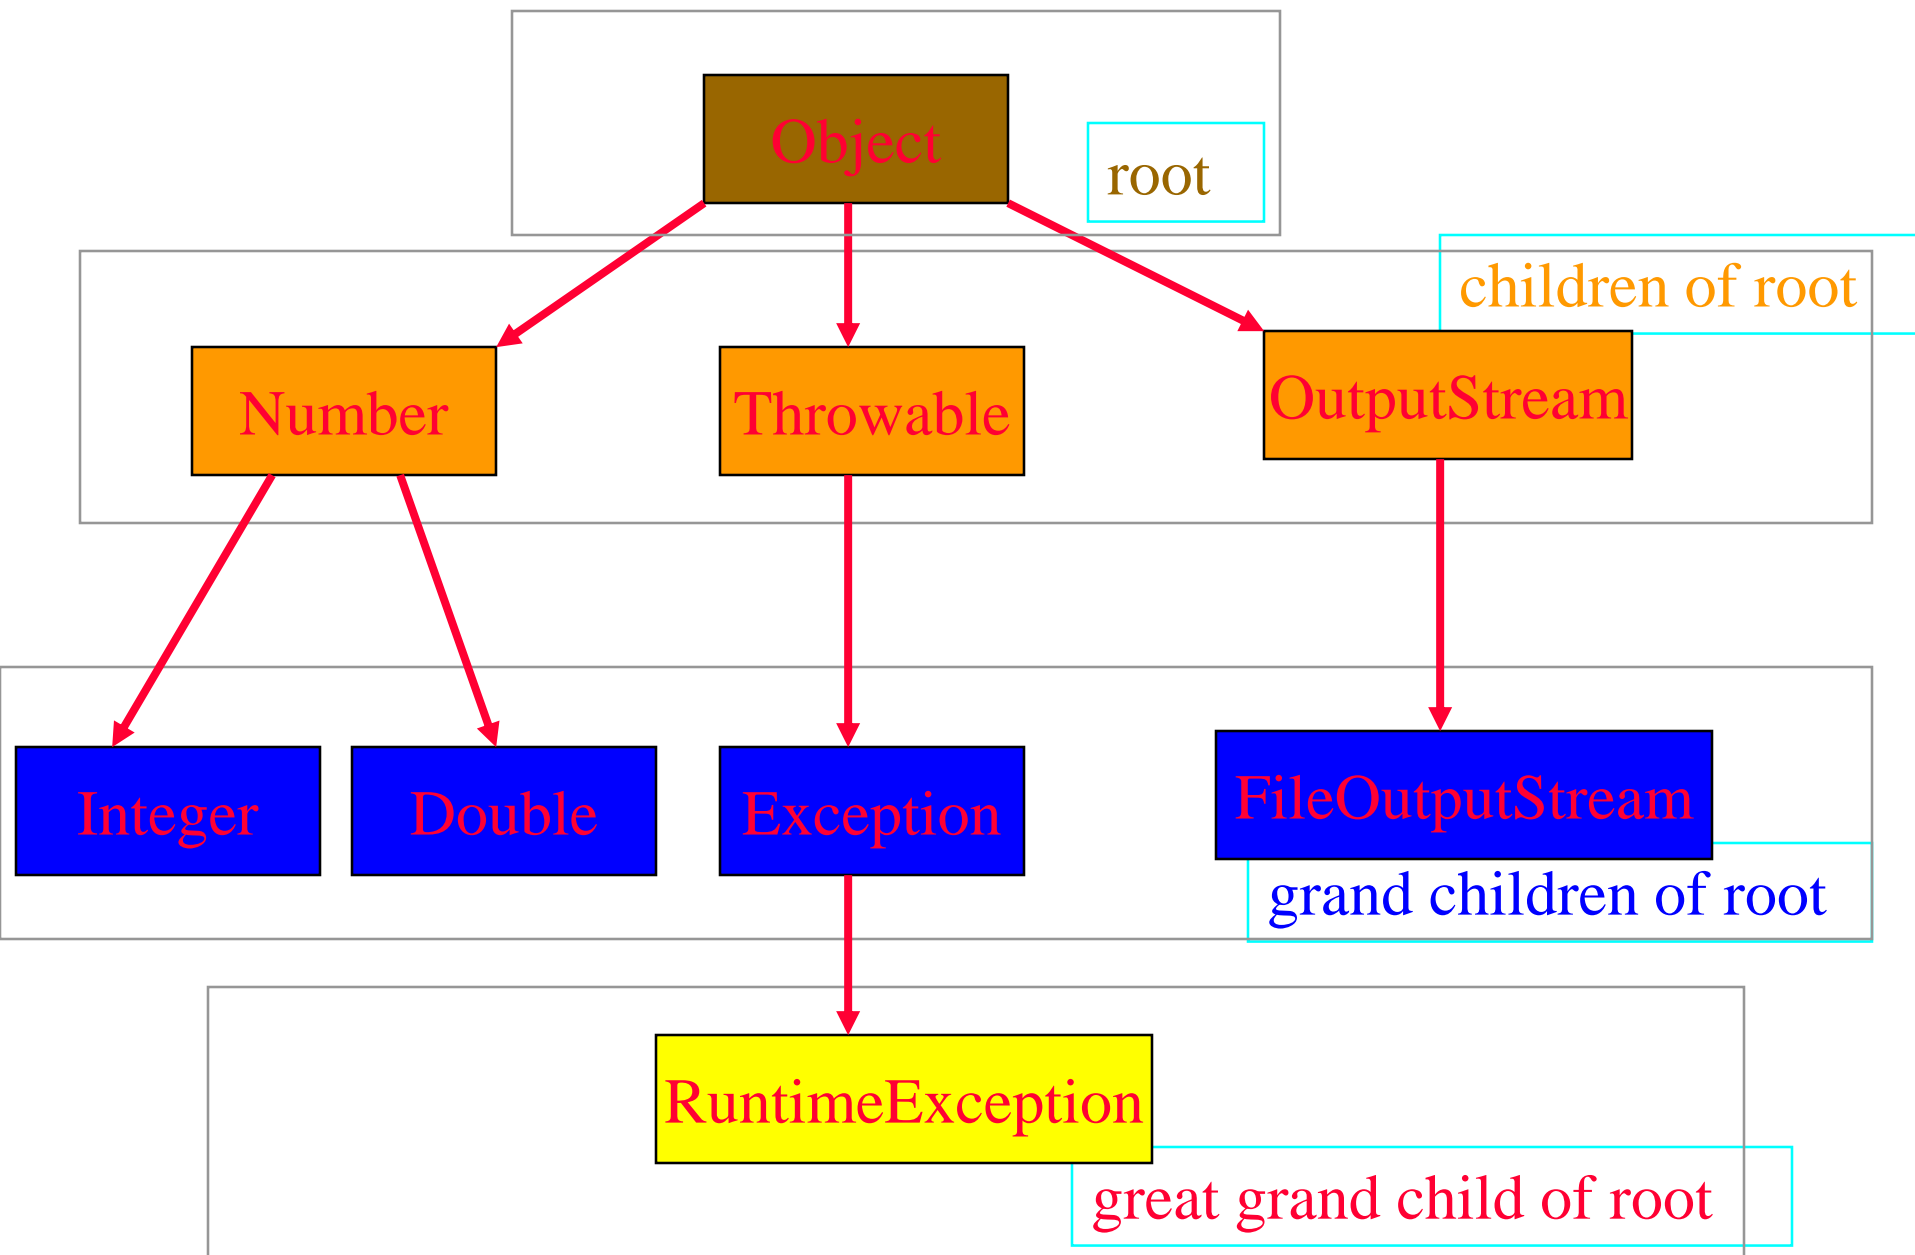 Object
root
children of root
Number
Throwable
OutputStream
Integer
Double
Exception
FileOutputStream
grand children of root
RuntimeException
great grand child of root